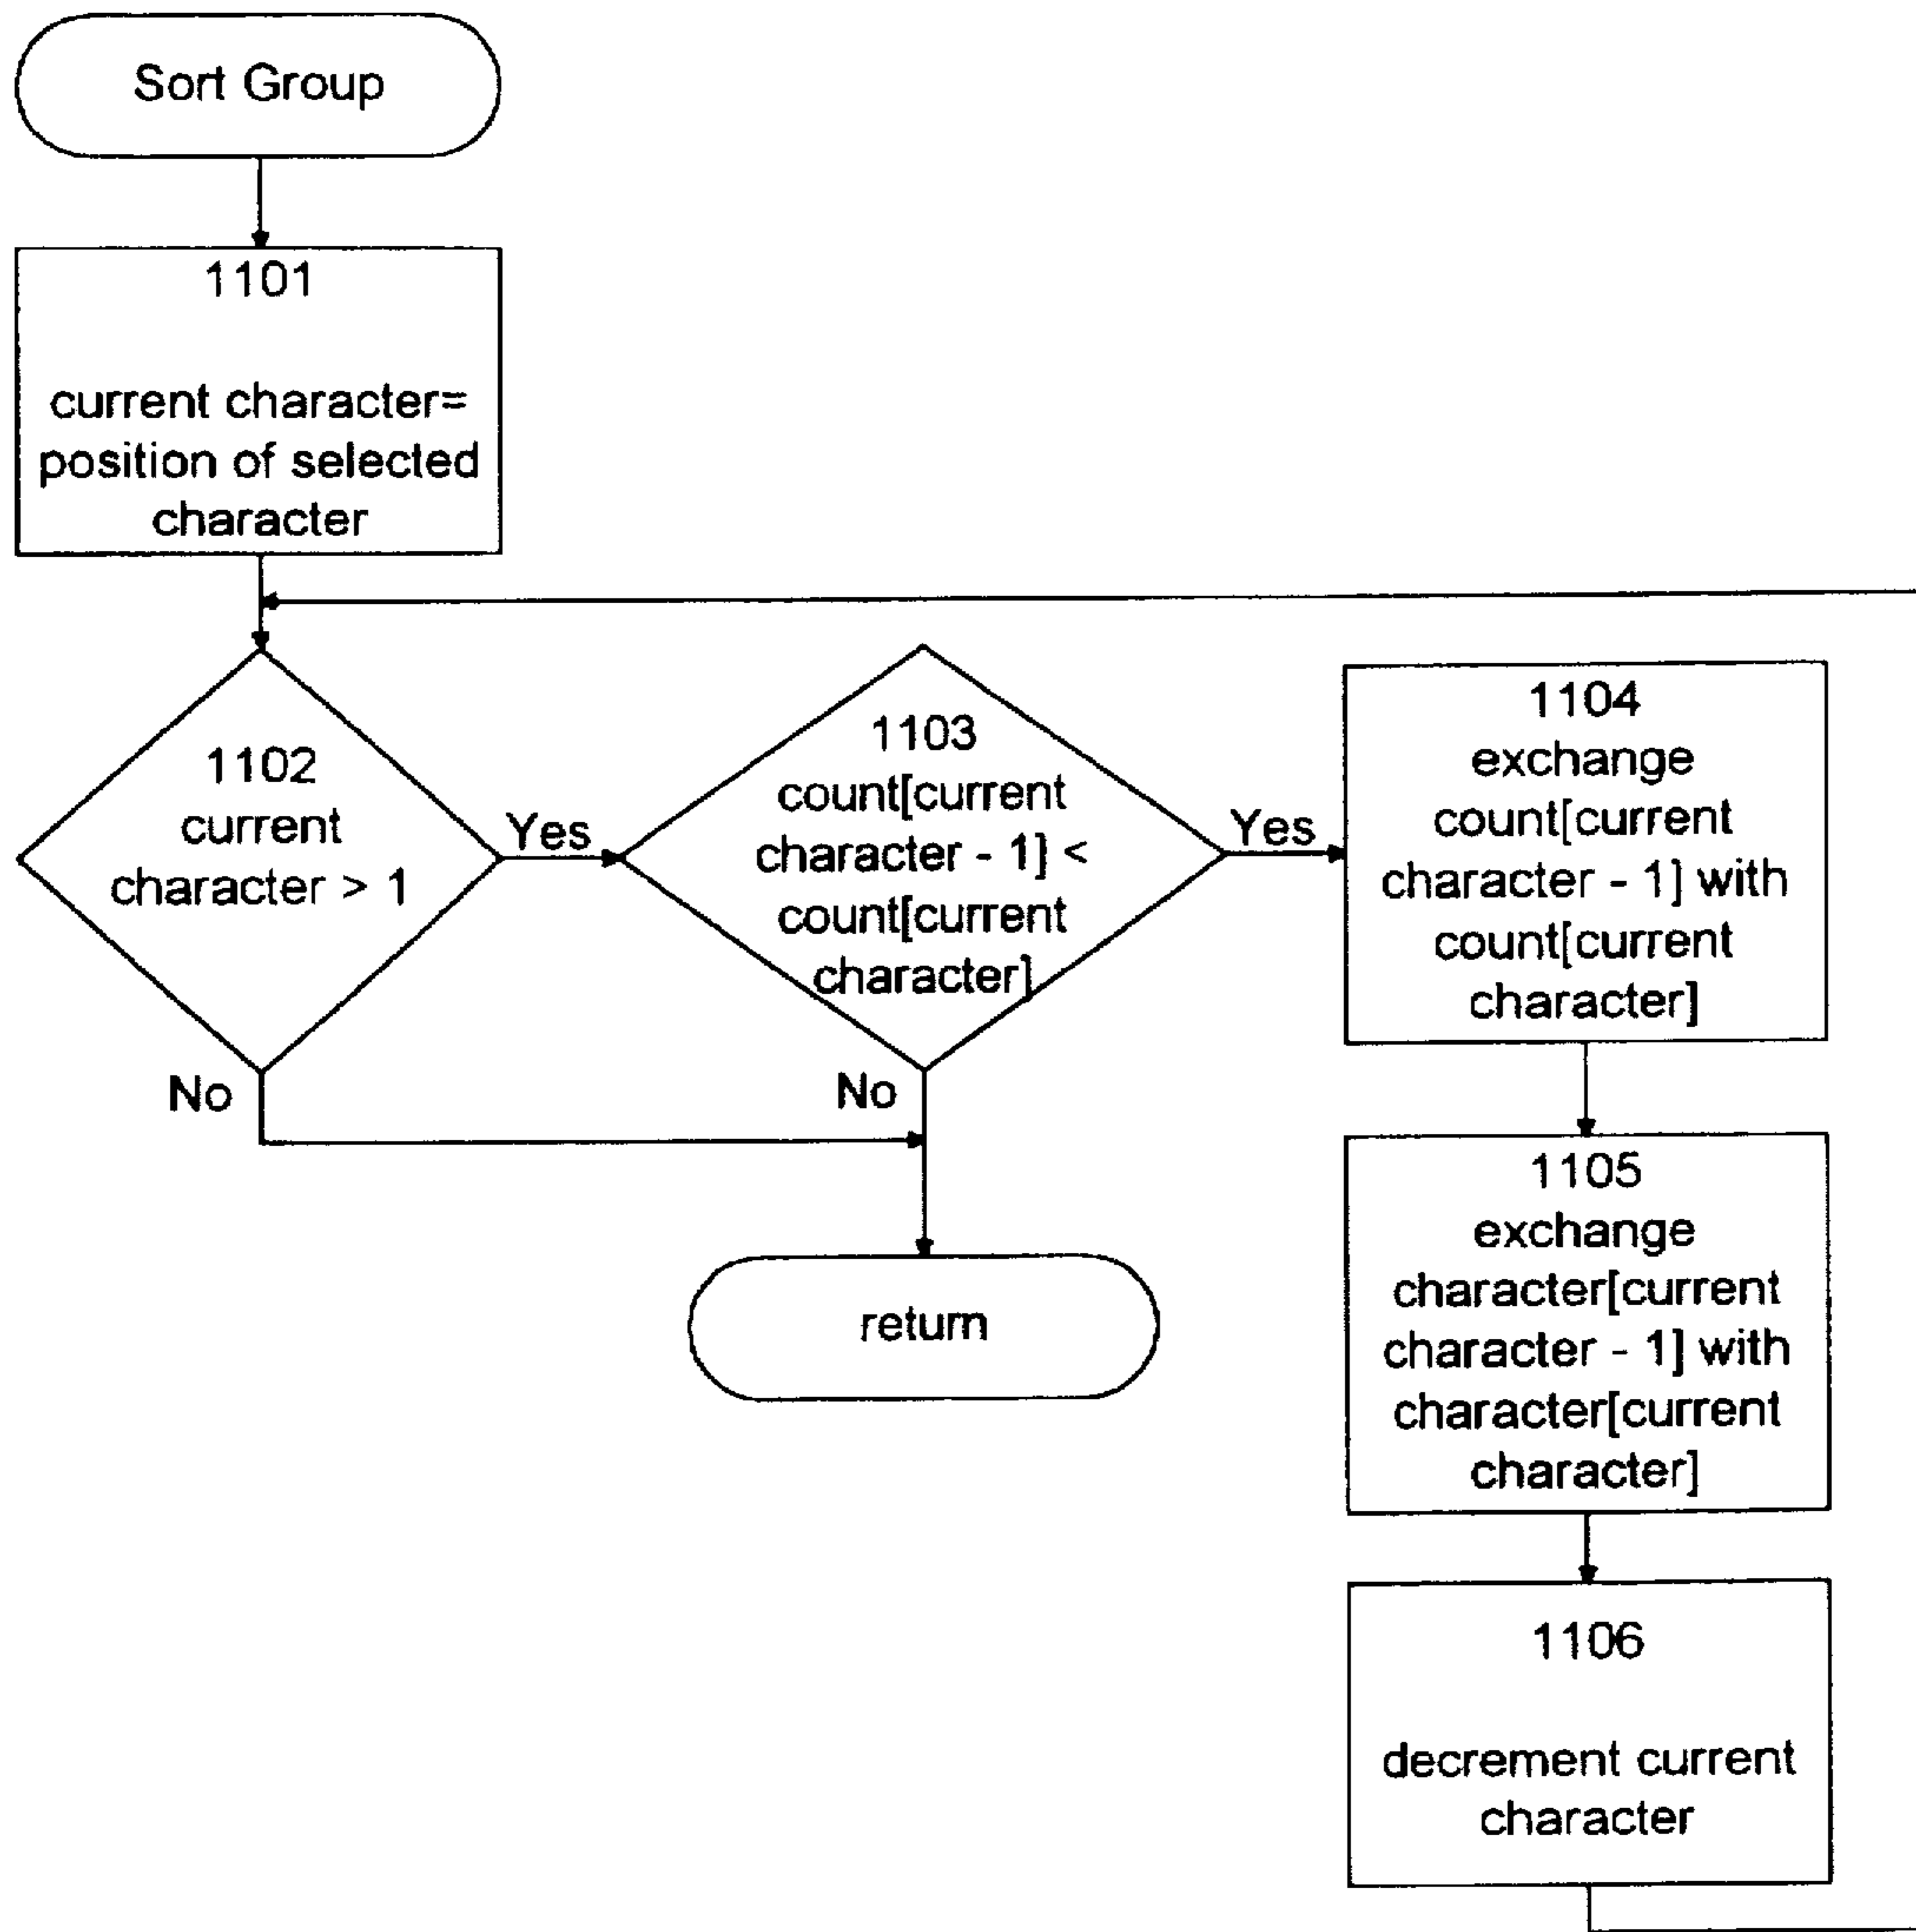 Sort Group
1101
current character=
position of selected
character
1102
current
character > 1
Yes
No
1103
count[current
character - 1] <
count[current
character]
Yes
No
1104
exchange
count[current
character - 1] with
count[current
character]
1105
exchange
character[current
character - 1] with
character[current
character]
1106
decrement current
character
return